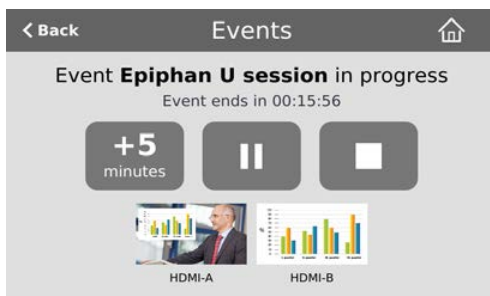 Back Events
Event Epiphan U session in progress
Event ends in 00:15:56
+5
minutes
HDMI-A HDMI-B